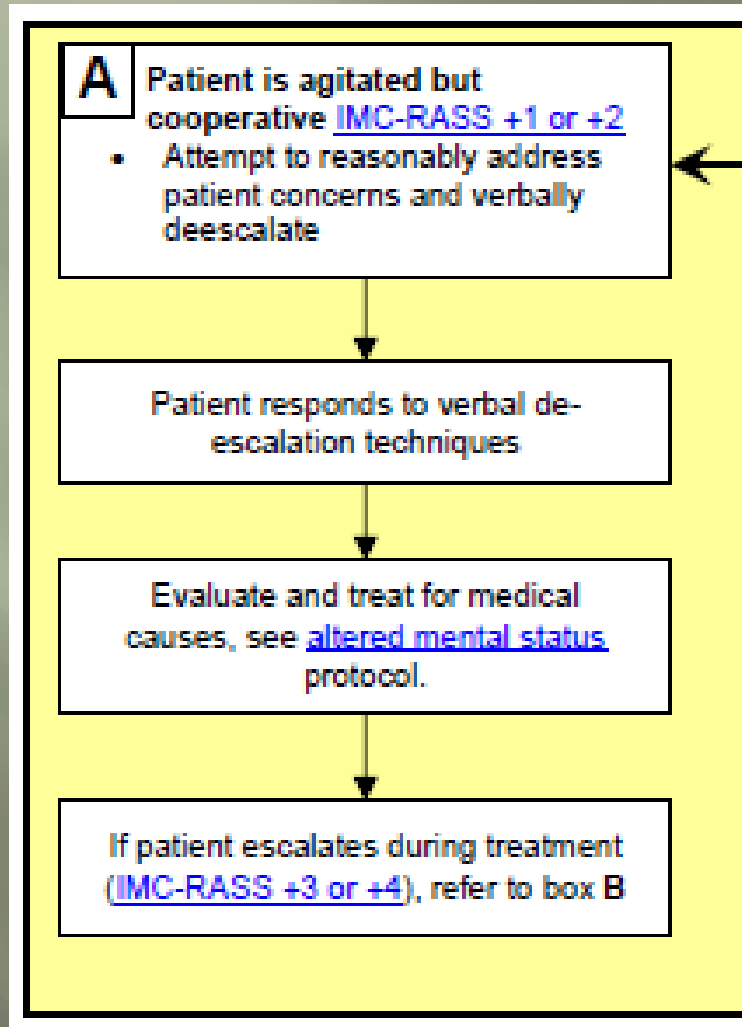 A
Patient is agitated but
cooperative IMC-RASS +1 or +2
• Attempt to reasonably address
patient concerns and verbally
deescalate
Patient responds to verbal de-
escalation techniques
Evaluate and treat for medical
causes, see altered mental status
protocol.
If patient escalates during treatment
(IMC-RASS +3 or +4), refer to box B